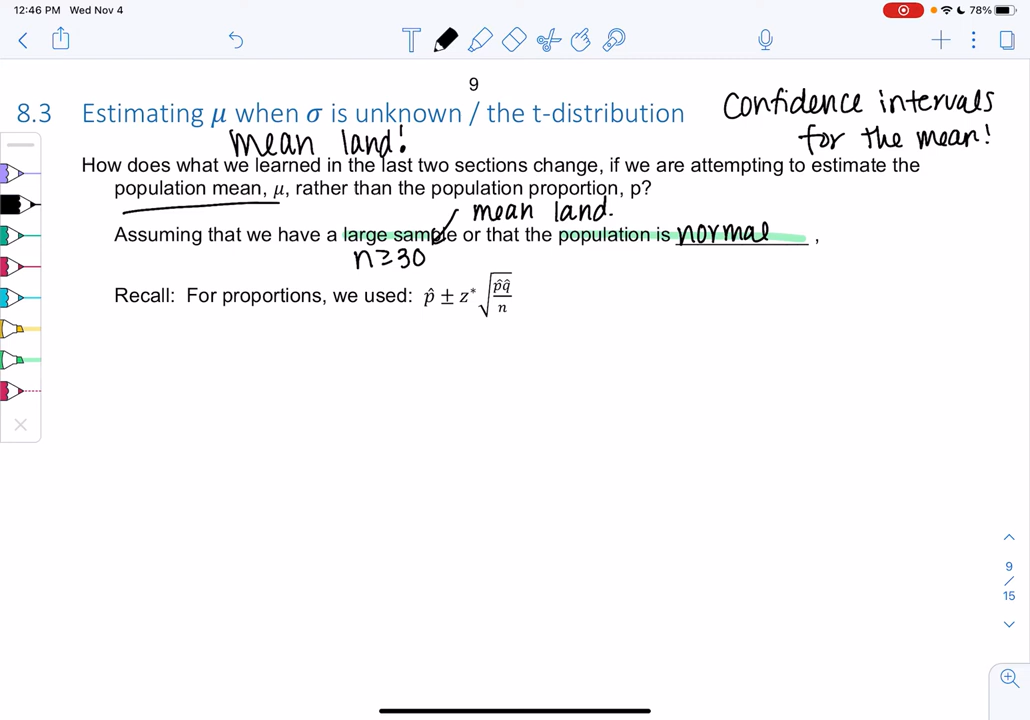 12:46 PM Wed Nov 4
78%
9
8.3 Estimating μ when σ is unknown / the t-distribution
Confidence intervals
for the mean!
mean land!
How does what we learned in the last two sections change, if we are attempting to estimate the
population mean, μ, rather than the population proportion, p?
mean land.
Assuming that we have a large sample or that the population is normal ,
n ≥ 30
Recall: For proportions, we used: p̂ ± z* √(p̂q̂/n)
9
/
15